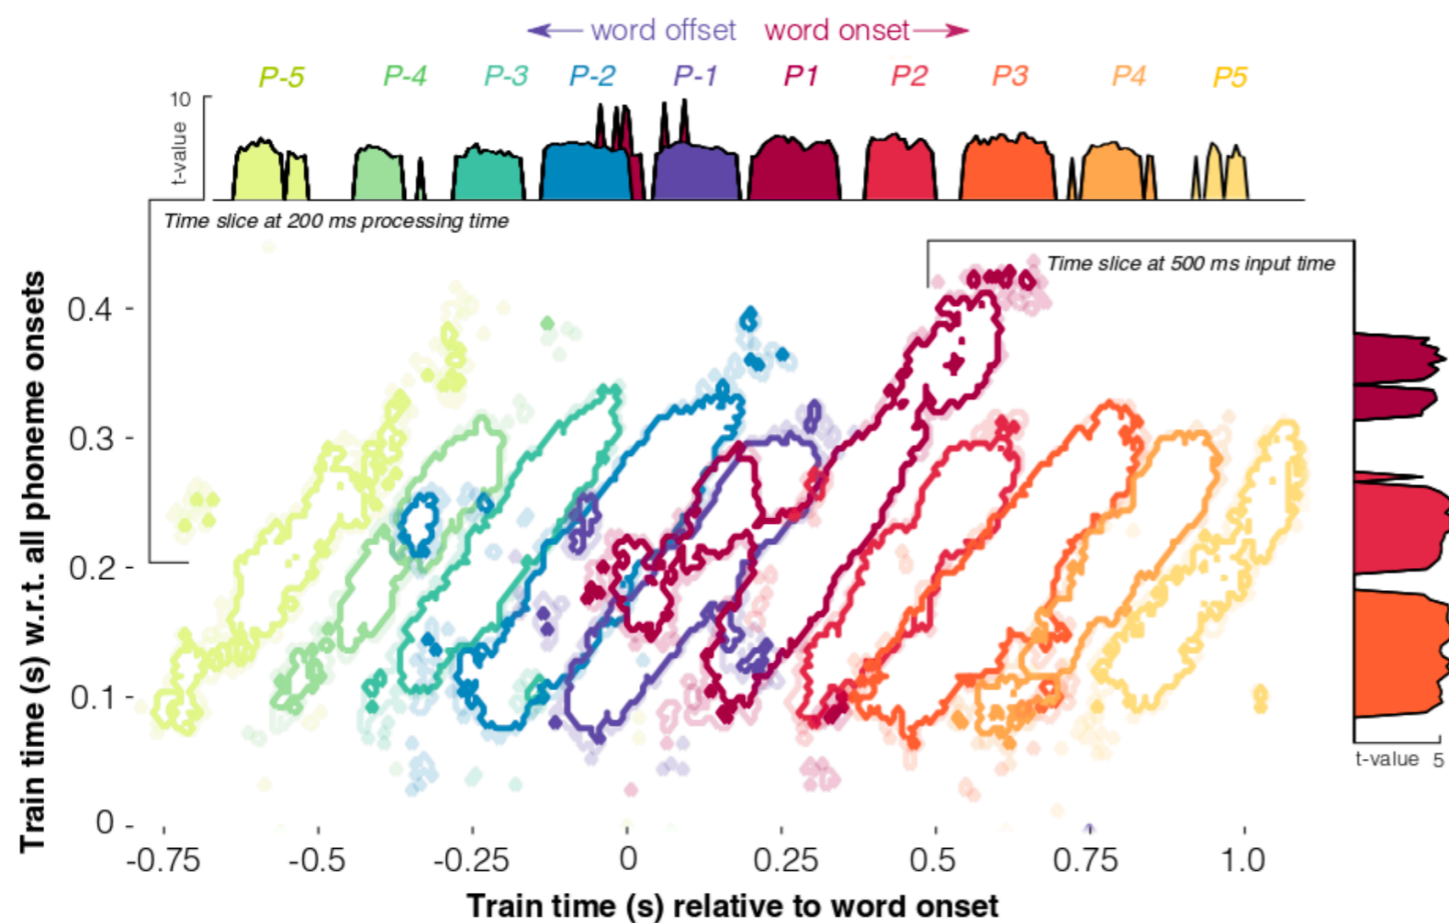 word offset word onset
P-5 P-4 P-3 P-2 P-1 P1 P2 P3 P4 P5
10
t-value
Time slice at 200 ms processing time
Time slice at 500 ms input time
Train time (s) w.r.t. all phoneme onsets
0.4
0.3
0.2
0.1
0
t-value 5
-0.75 -0.5 -0.25 0 0.25 0.5 0.75 1.0
Train time (s) relative to word onset